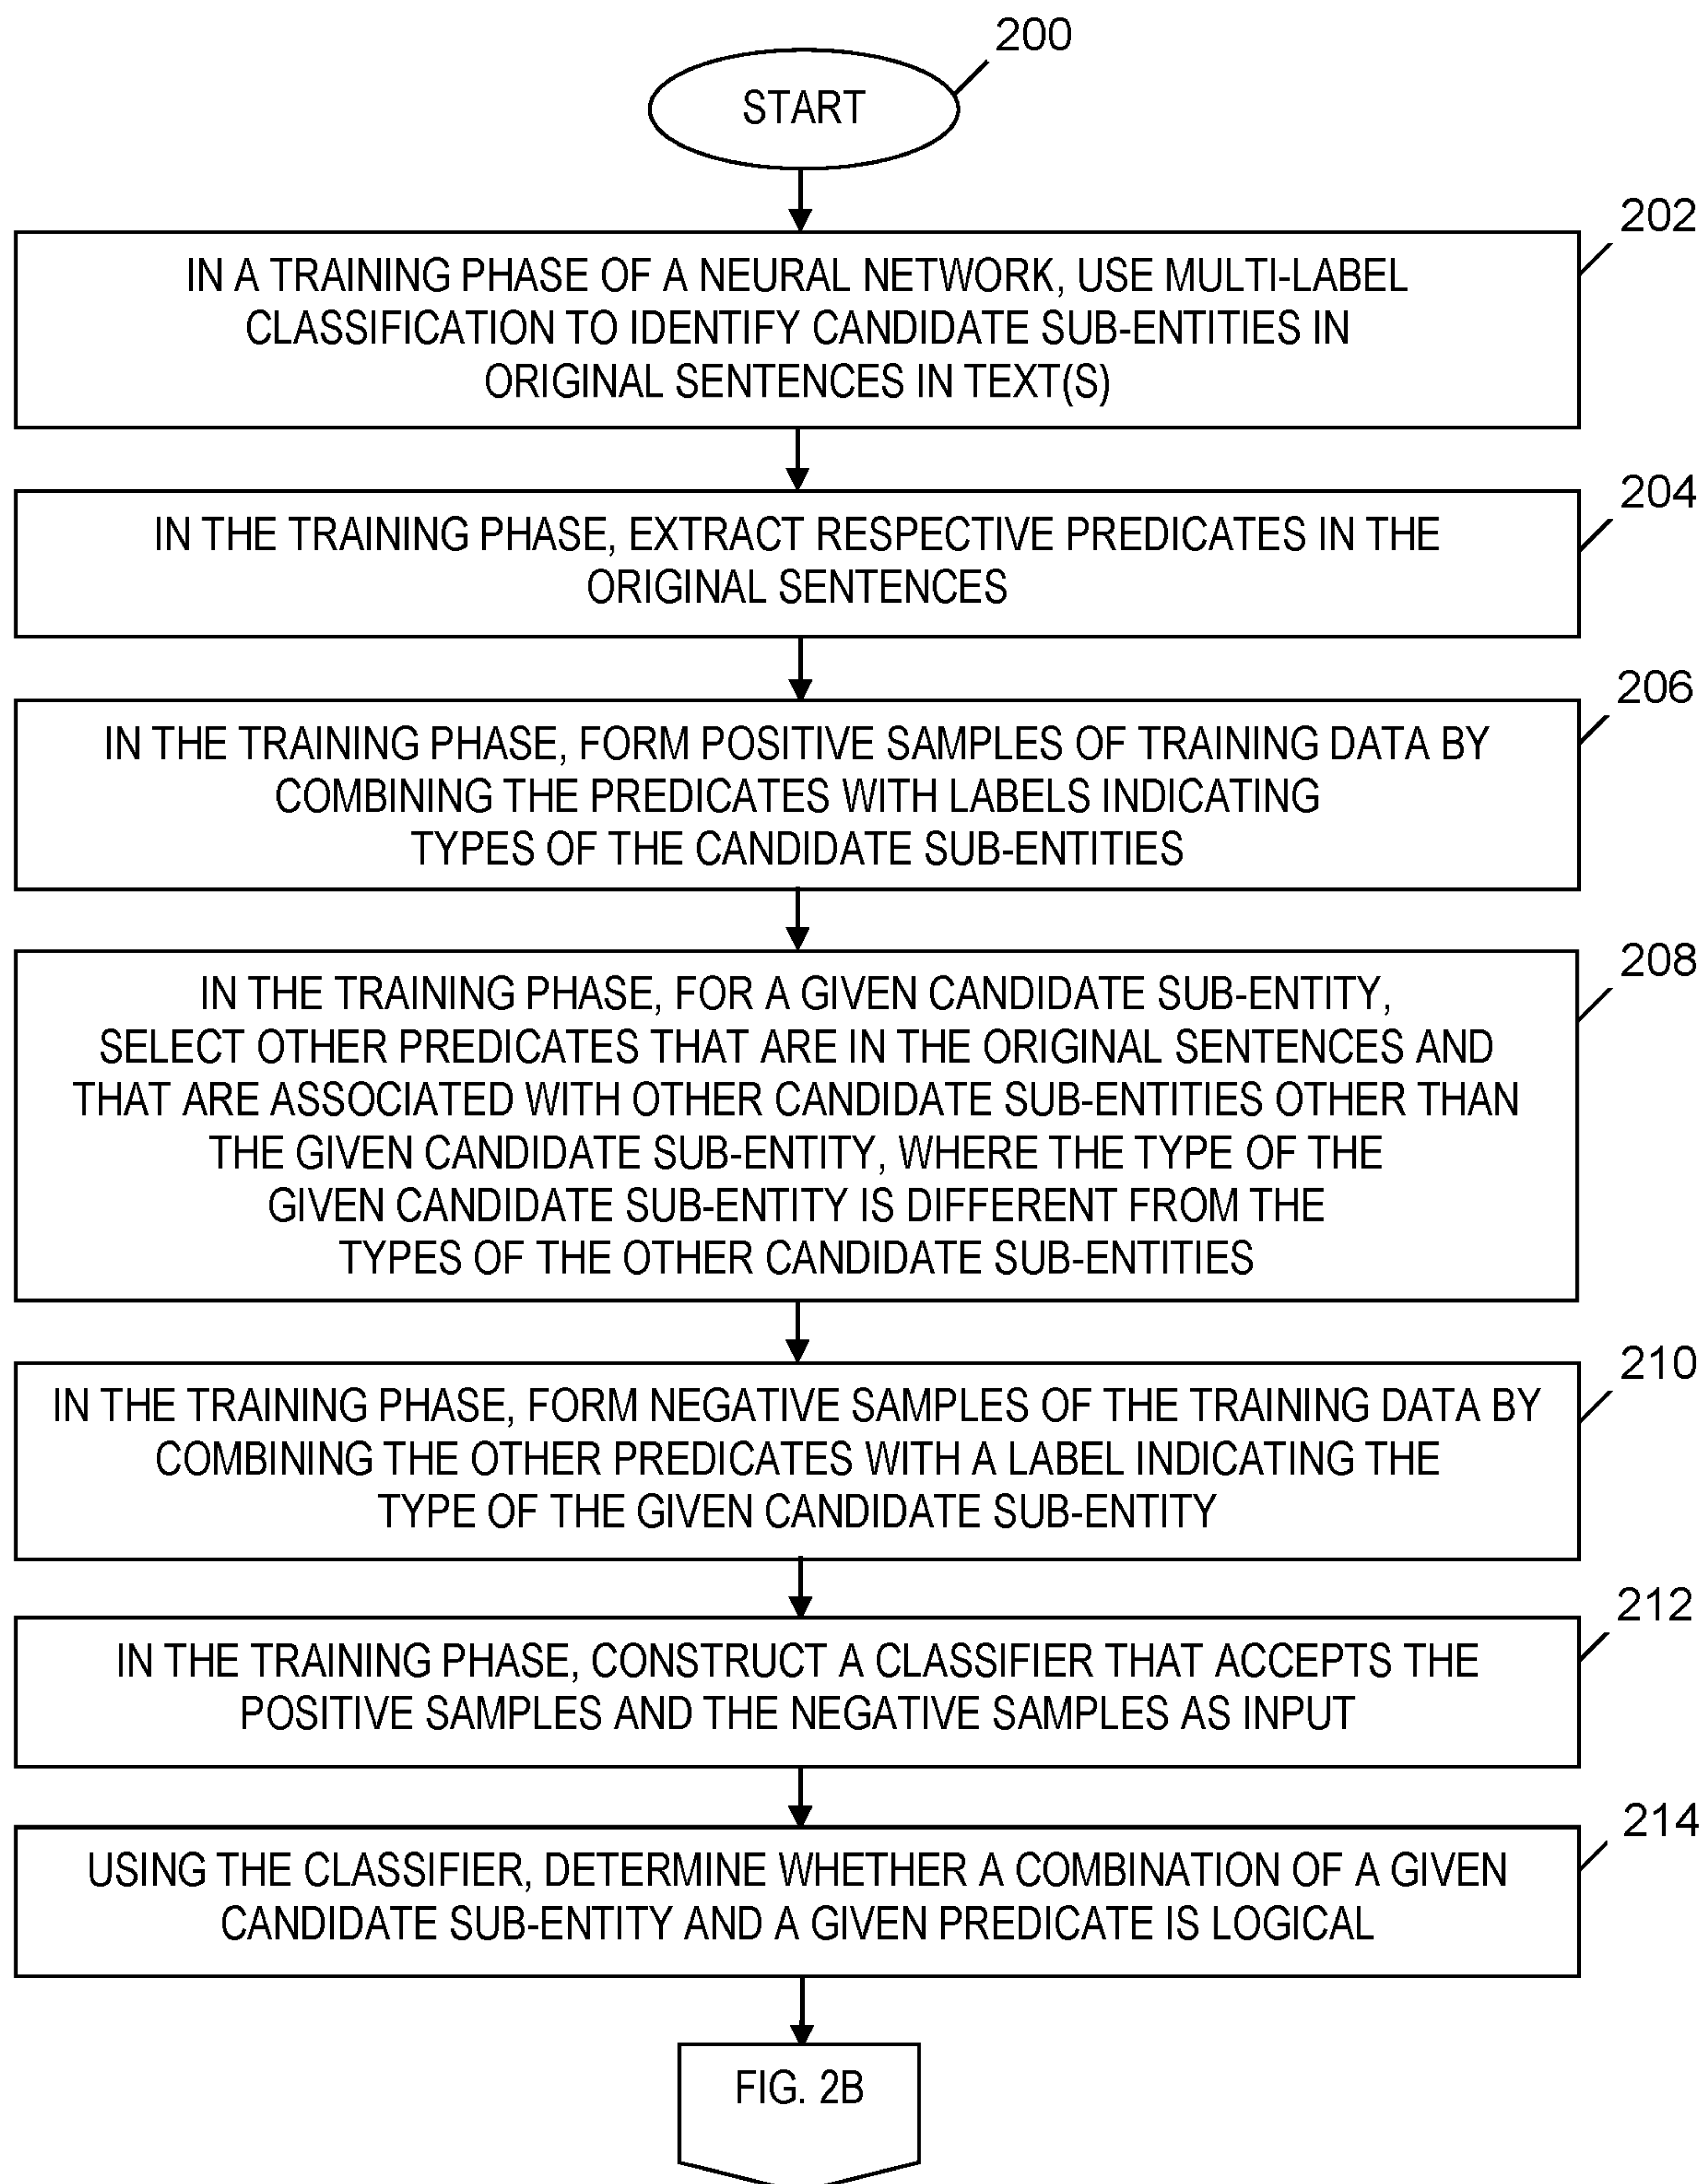 200
START
202
IN A TRAINING PHASE OF A NEURAL NETWORK, USE MULTI-LABEL
CLASSIFICATION TO IDENTIFY CANDIDATE SUB-ENTITIES IN
ORIGINAL SENTENCES IN TEXT(S)
204
IN THE TRAINING PHASE, EXTRACT RESPECTIVE PREDICATES IN THE
ORIGINAL SENTENCES
206
IN THE TRAINING PHASE, FORM POSITIVE SAMPLES OF TRAINING DATA BY
COMBINING THE PREDICATES WITH LABELS INDICATING
TYPES OF THE CANDIDATE SUB-ENTITIES
208
IN THE TRAINING PHASE, FOR A GIVEN CANDIDATE SUB-ENTITY,
SELECT OTHER PREDICATES THAT ARE IN THE ORIGINAL SENTENCES AND
THAT ARE ASSOCIATED WITH OTHER CANDIDATE SUB-ENTITIES OTHER THAN
THE GIVEN CANDIDATE SUB-ENTITY, WHERE THE TYPE OF THE
GIVEN CANDIDATE SUB-ENTITY IS DIFFERENT FROM THE
TYPES OF THE OTHER CANDIDATE SUB-ENTITIES
210
IN THE TRAINING PHASE, FORM NEGATIVE SAMPLES OF THE TRAINING DATA BY
COMBINING THE OTHER PREDICATES WITH A LABEL INDICATING THE
TYPE OF THE GIVEN CANDIDATE SUB-ENTITY
212
IN THE TRAINING PHASE, CONSTRUCT A CLASSIFIER THAT ACCEPTS THE
POSITIVE SAMPLES AND THE NEGATIVE SAMPLES AS INPUT
214
USING THE CLASSIFIER, DETERMINE WHETHER A COMBINATION OF A GIVEN
CANDIDATE SUB-ENTITY AND A GIVEN PREDICATE IS LOGICAL
FIG. 2B